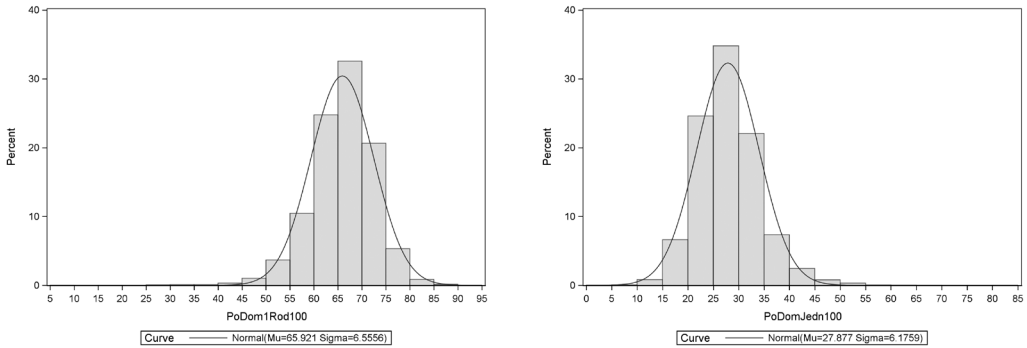 40
30
20
10
0
Percent
5 10 15 20 25 30 35 40 45 50 55 60 65 70 75 80 85 90 95
PoDom1Rod100
Curve Normal(Mu=65.921 Sigma=6.5556)
40
30
20
10
0
Percent
0 5 10 15 20 25 30 35 40 45 50 55 60 65 70 75 80 85
PoDomJedn100
Curve Normal(Mu=27.877 Sigma=6.1759)